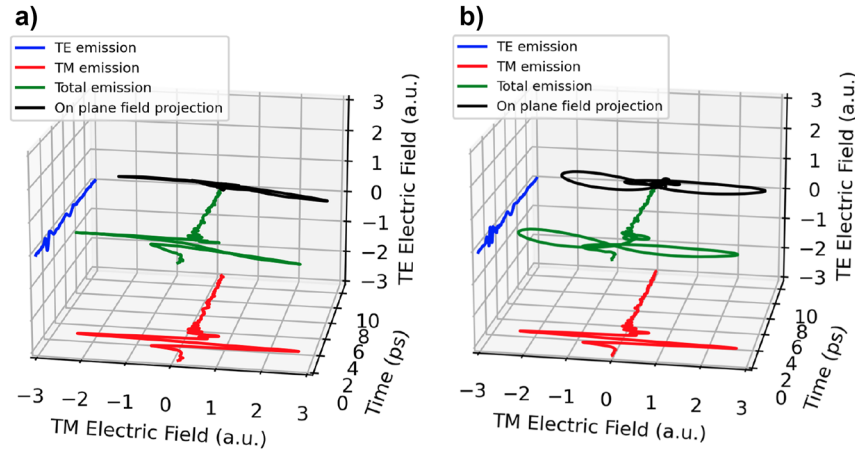 a)
TE emission
TM emission
Total emission
On plane field projection
3
2
1
0
−1
−2
−3
TE Electric Field (a.u.)
10
8
6
4
2
0
Time (ps)
−3
−2
−1
0
1
2
3
TM Electric Field (a.u.)
b)
TE emission
TM emission
Total emission
On plane field projection
3
2
1
0
−1
−2
−3
TE Electric Field (a.u.)
10
8
6
4
2
0
Time (ps)
−3
−2
−1
0
1
2
3
TM Electric Field (a.u.)